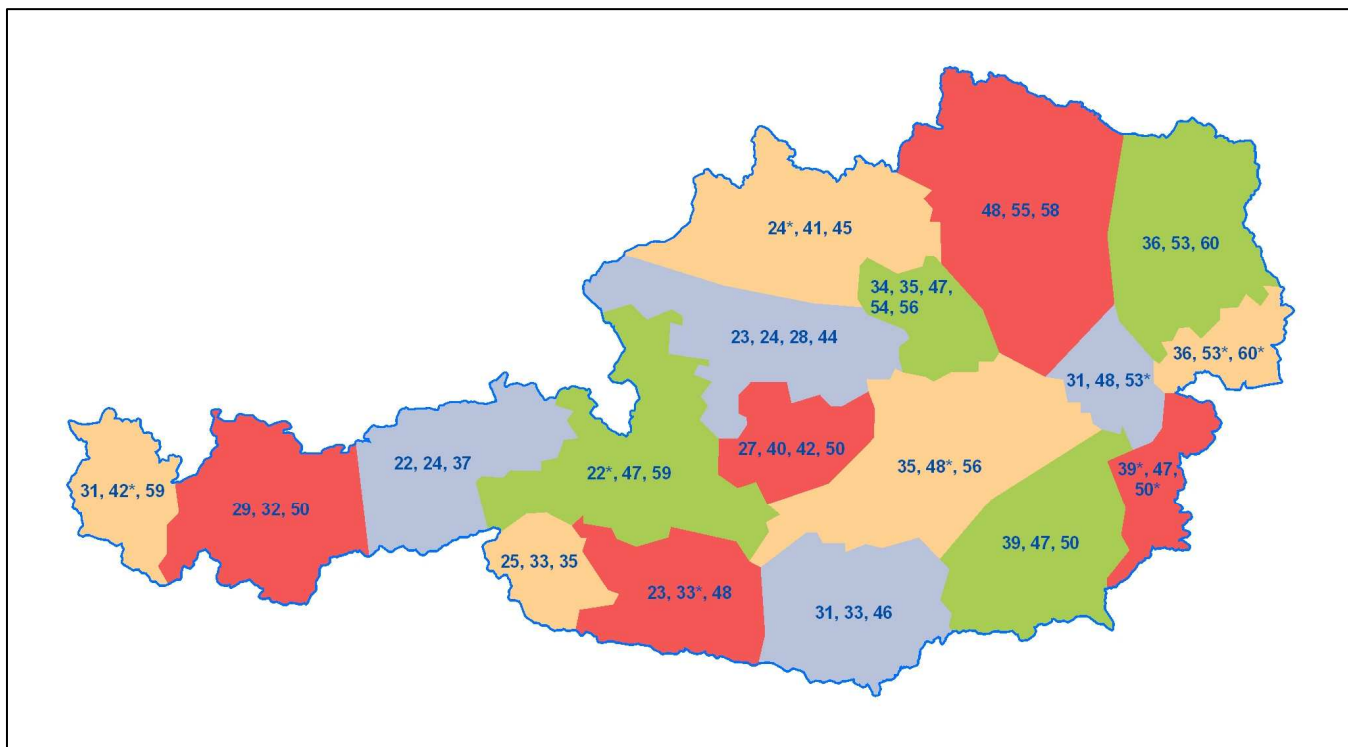 48, 55, 58
24*, 41, 45
36, 53, 60
34, 35, 47,
54, 56
23, 24, 28, 44
36, 53*, 60*
31, 48, 53*
27, 40, 42, 50
22, 24, 37
22*, 47, 59
35, 48*, 56
39*, 47,
50*
31, 42*, 59
29, 32, 50
39, 47, 50
25, 33, 35
23, 33*, 48
31, 33, 46